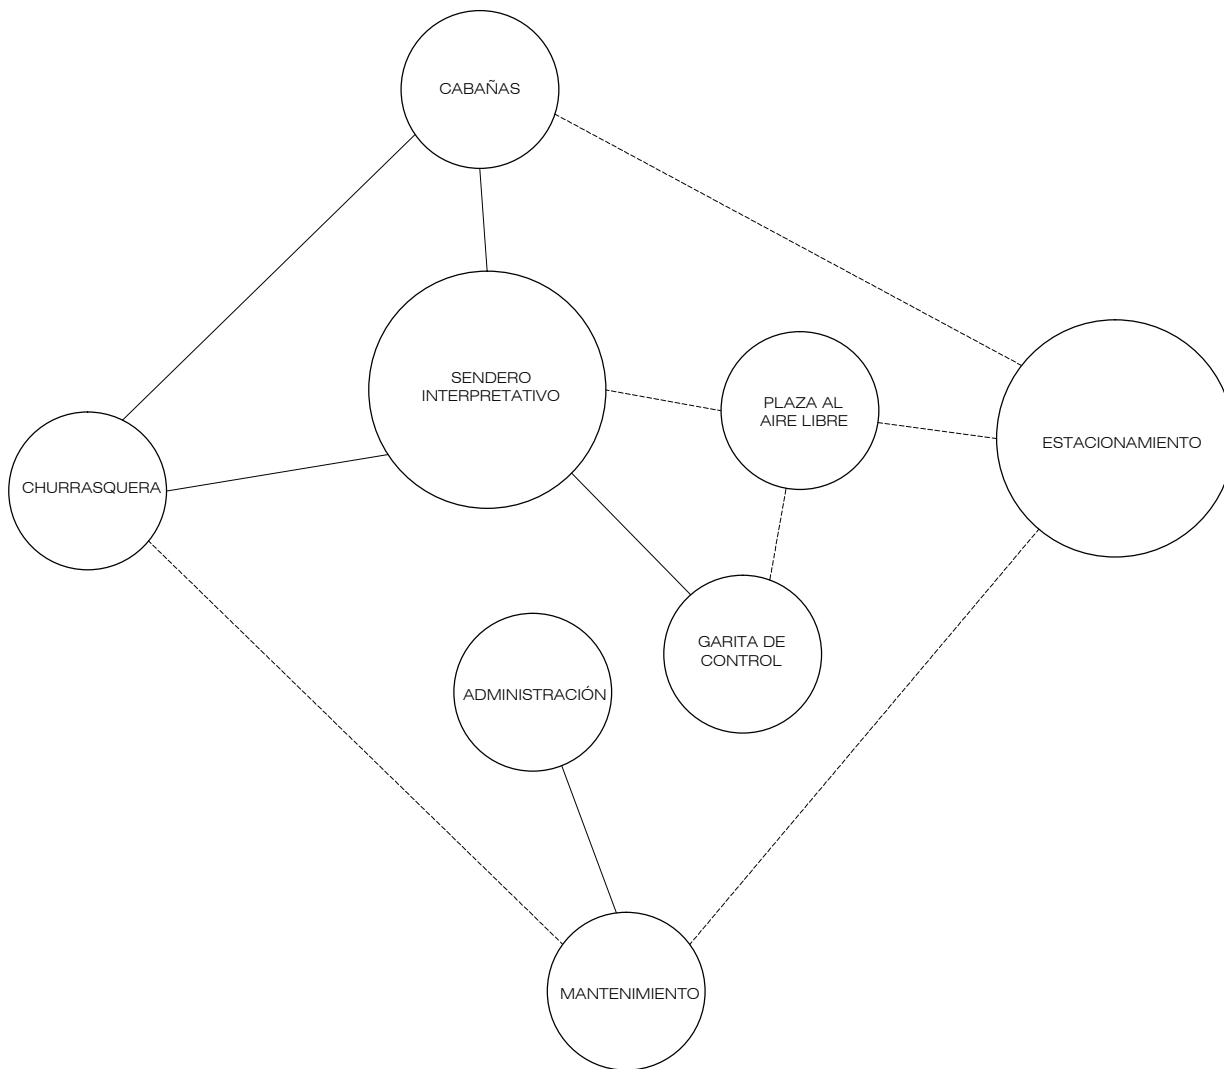 CABAÑAS
SENDERO
INTERPRETATIVO
PLAZA AL
AIRE LIBRE
ESTACIONAMIENTO
CHURRASQUERA
GARITA DE
CONTROL
ADMINISTRACIÓN
MANTENIMIENTO